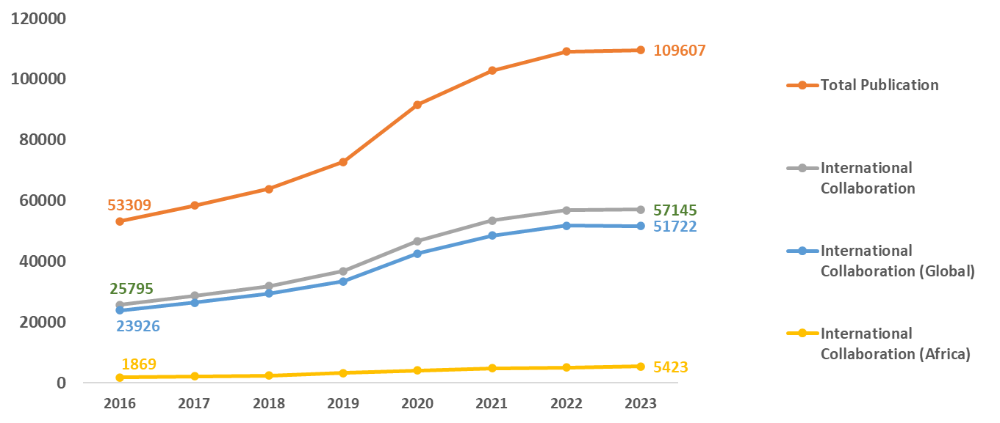 120000
100000
80000
60000
40000
20000
0
53309
109607
25795
57145
23926
51722
1869
5423
2016 2017 2018 2019 2020 2021 2022 2023
Total Publication
International
Collaboration
International
Collaboration (Global)
International
Collaboration (Africa)